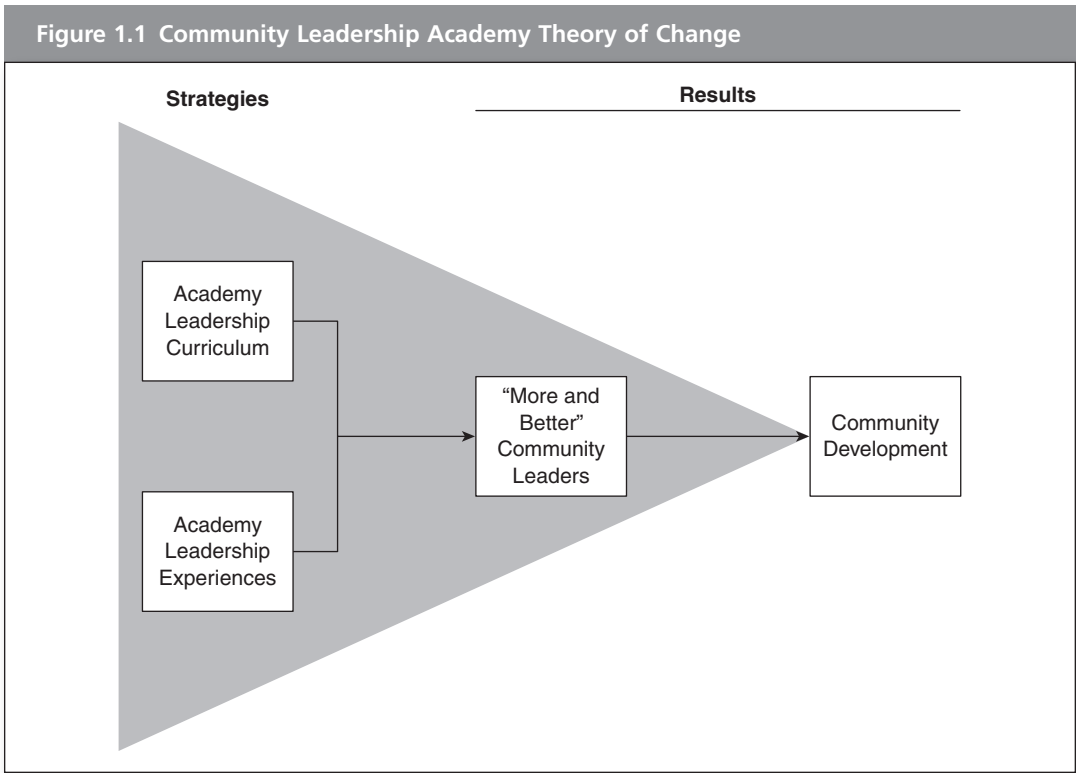 Figure 1.1 Community Leadership Academy Theory of Change
Strategies
Results
Academy
Leadership
Curriculum
Academy
Leadership
Experiences
“More and
Better”
Community
Leaders
Community
Development